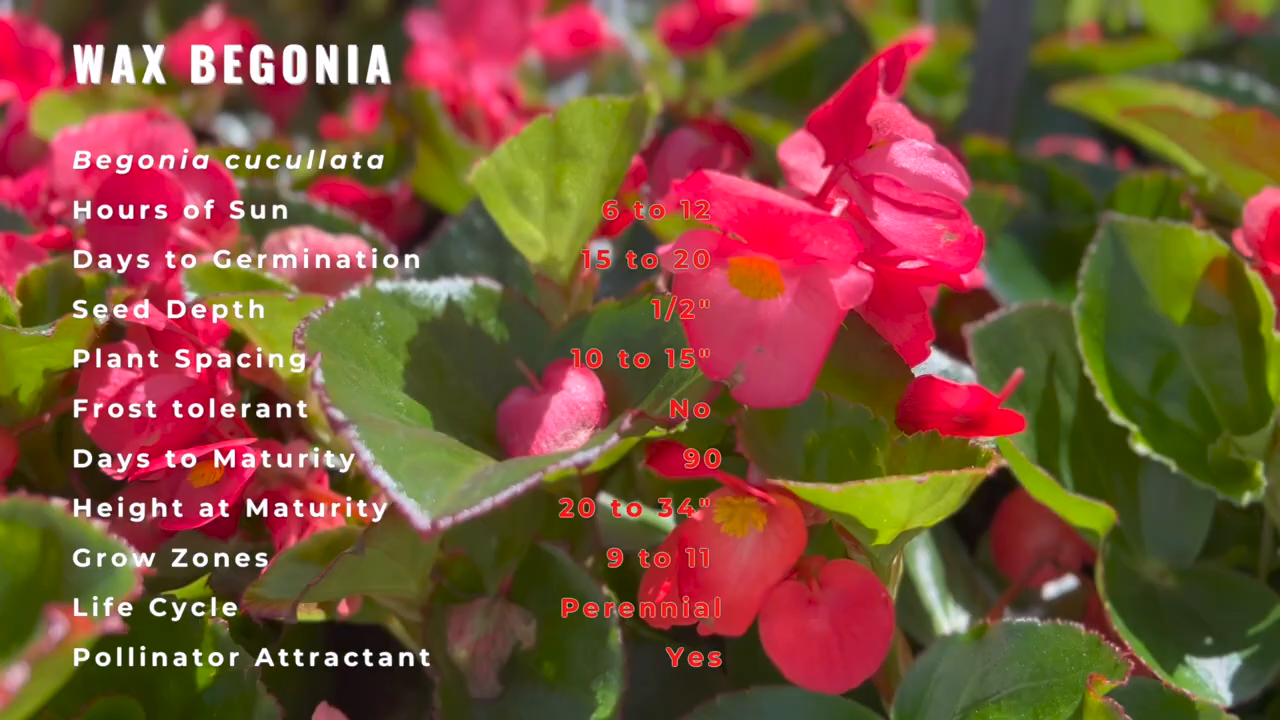 WAX BEGONIA
Begonia cucullata
Hours of Sun 6 to 12
Days to Germination 15 to 20
Seed Depth 1/2"
Plant Spacing 10 to 15"
Frost tolerant No
Days to Maturity 90
Height at Maturity 20 to 34"
Grow Zones 9 to 11
Life Cycle Perennial
Pollinator Attractant Yes